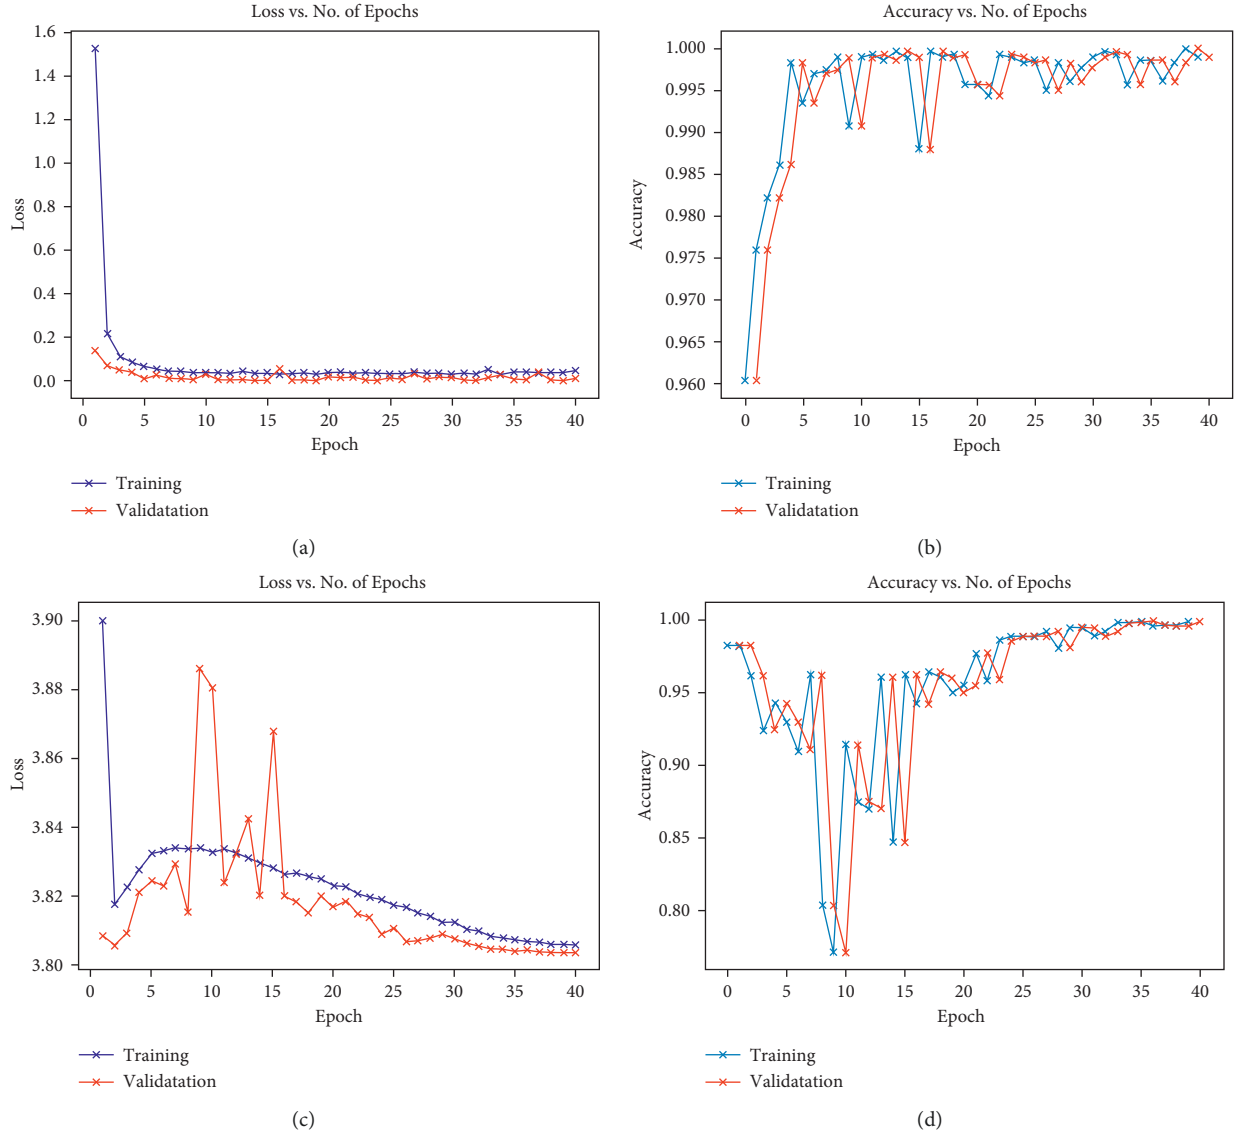 Loss vs. No. of Epochs
1.6
1.4
1.2
1.0
0.8
0.6
0.4
0.2
0.0
Loss
0 5 10 15 20 25 30 35 40
Epoch
Training
Validatation
(a)
Accuracy vs. No. of Epochs
1.000
0.995
0.990
0.985
0.980
0.975
0.970
0.965
0.960
Accuracy
0 5 10 15 20 25 30 35 40
Epoch
Training
Validatation
(b)
Loss vs. No. of Epochs
3.90
3.88
3.86
3.84
3.82
3.80
Loss
0 5 10 15 20 25 30 35 40
Epoch
Training
Validatation
(c)
Accuracy vs. No. of Epochs
1.00
0.95
0.90
0.85
0.80
Accuracy
0 5 10 15 20 25 30 35 40
Epoch
Training
Validatation
(d)